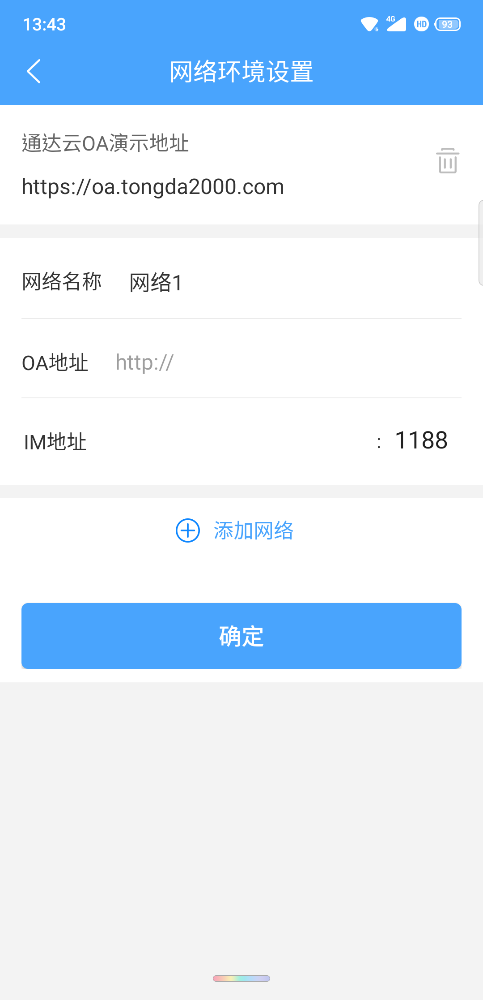 13:43
4G
HD
93
网络环境设置
通达云OA演示地址
https://oa.tongda2000.com
网络名称 网络1
OA地址 http://
IM地址 : 1188
添加网络
确定